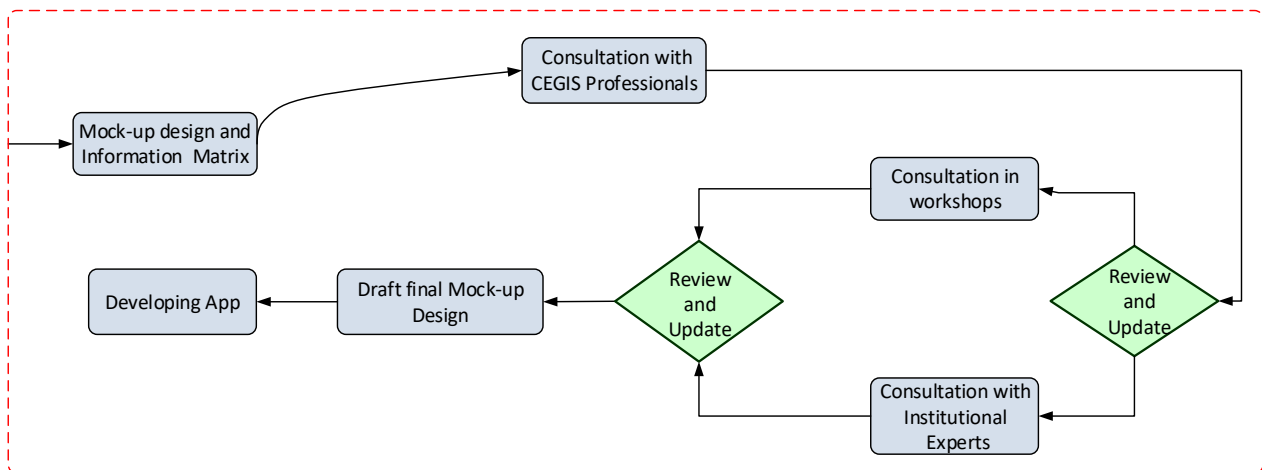 Consultation with
CEGIS Professionals
Mock-up design and
Information Matrix
Consultation in
workshops
Review
and
Update
Review
and
Update
Draft final Mock-up
Design
Developing App
Consultation with
Institutional
Experts